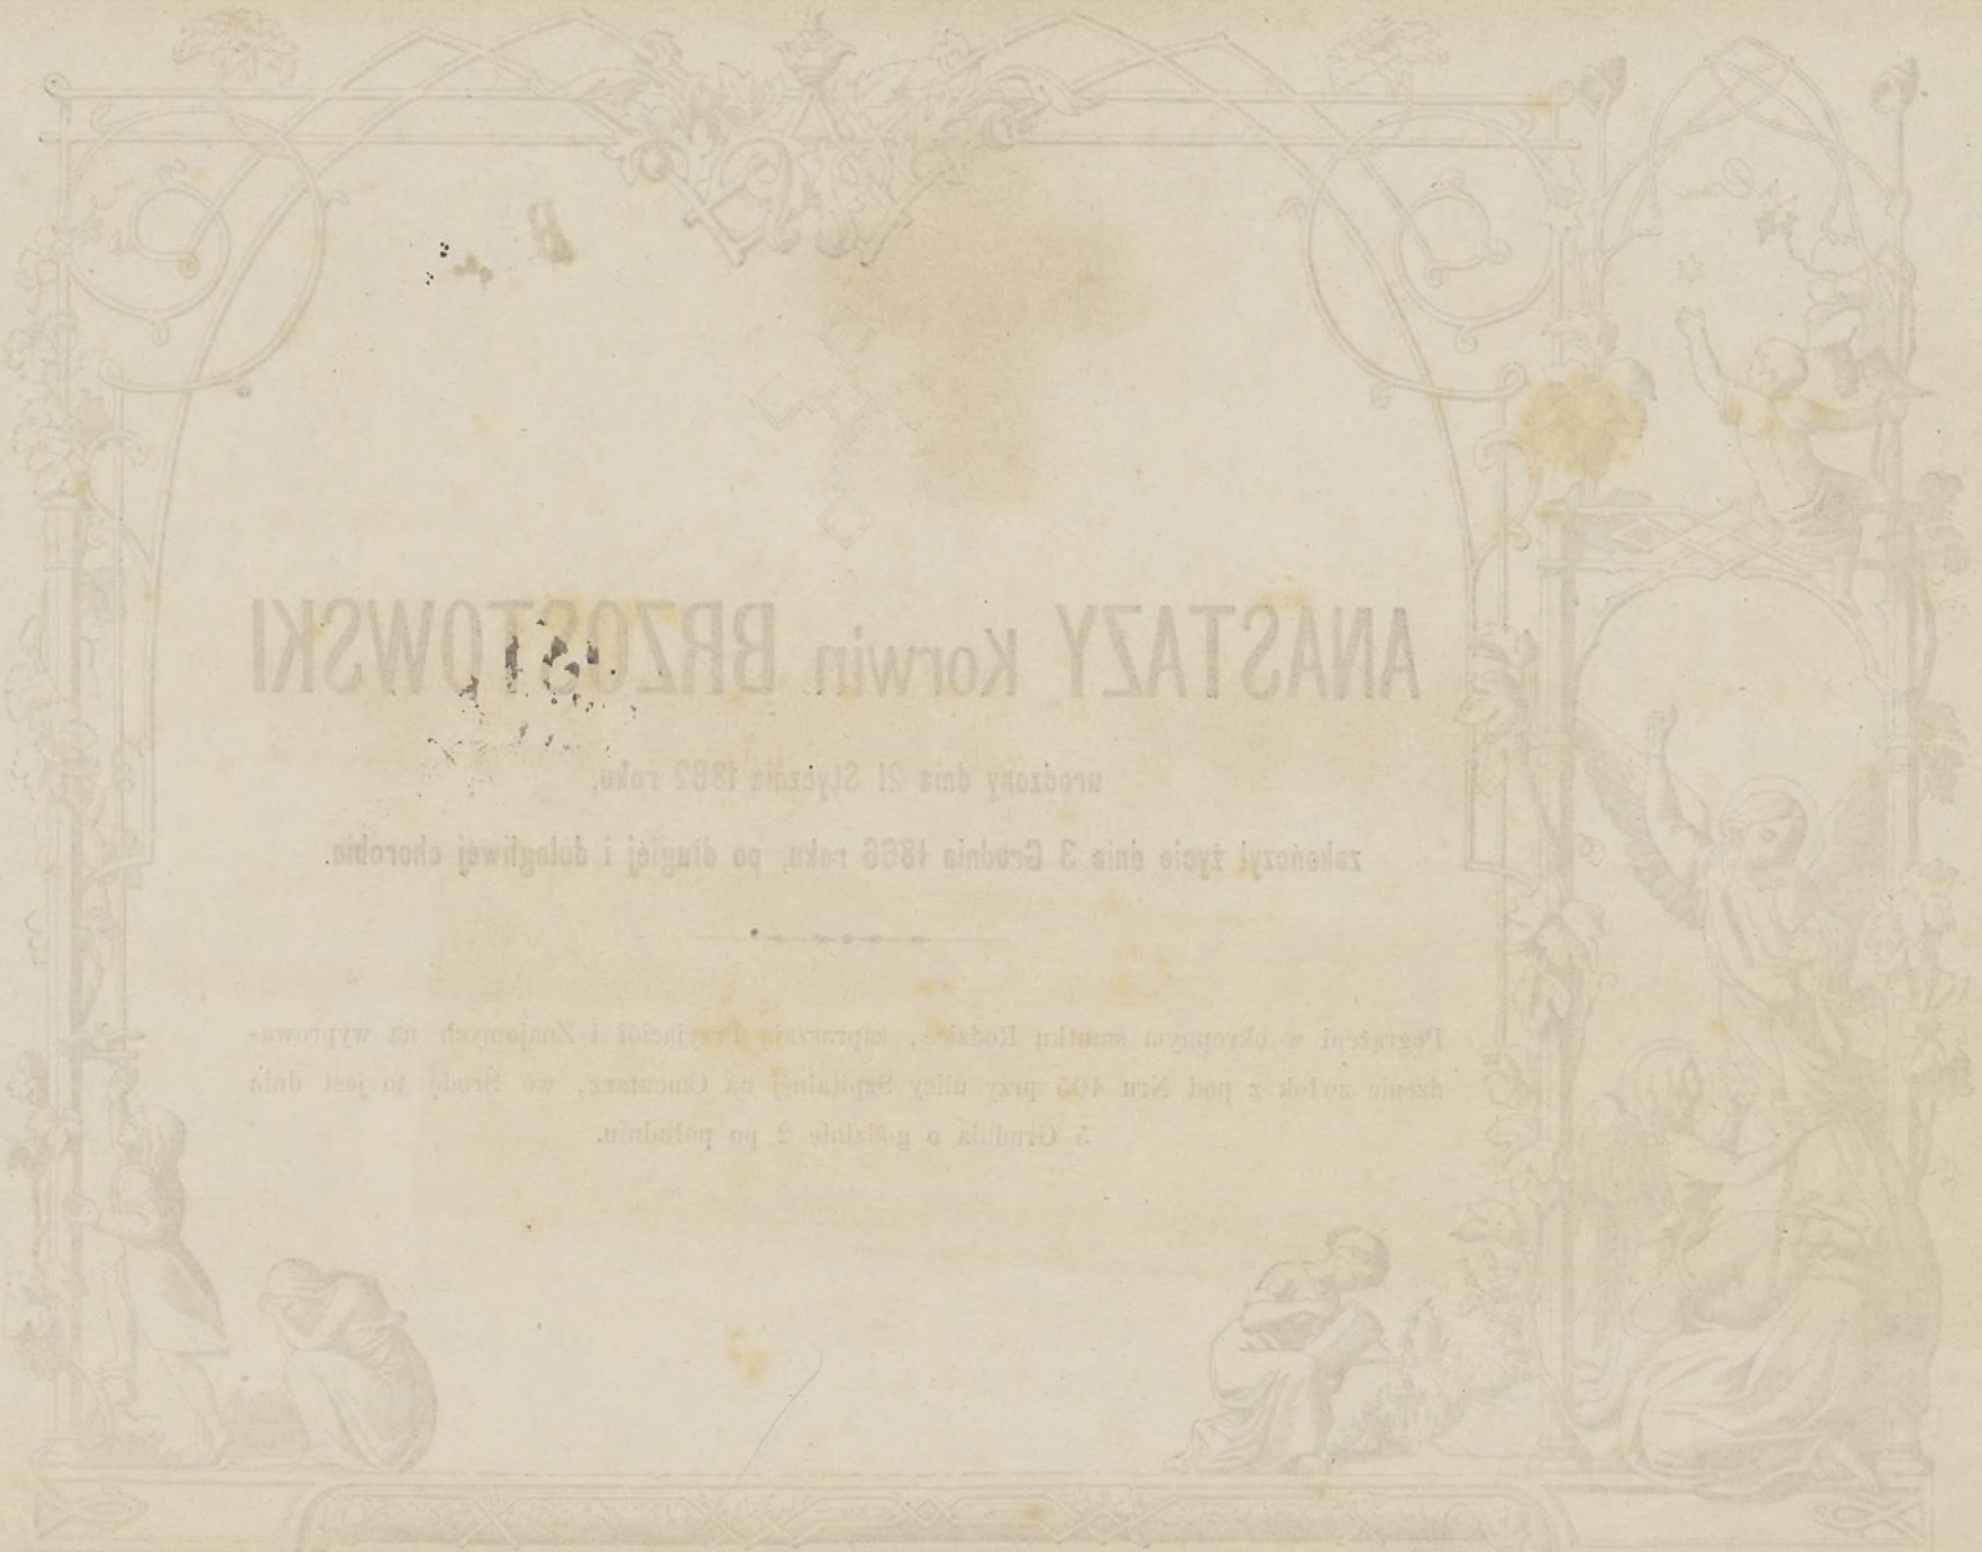 ANASTAZY Korwin BRZOSTOWSKI
urodzony dnia 21 Stycznia 1862 roku,
zakończył życie dnia 3 Grudnia 1866 roku, po długiéj i dolegliwéj chorobie.
Pogrążeni w okropnym smutku Rodzice, zapraszają Przyjaciół i Znajomych na wyprowa-
dzenie zwłok z pod Nru 405 przy ulicy Szpitalnéj na Cmentarz, we Środę to jest dnia
5 Grudnia o godzinie 2 po południu.